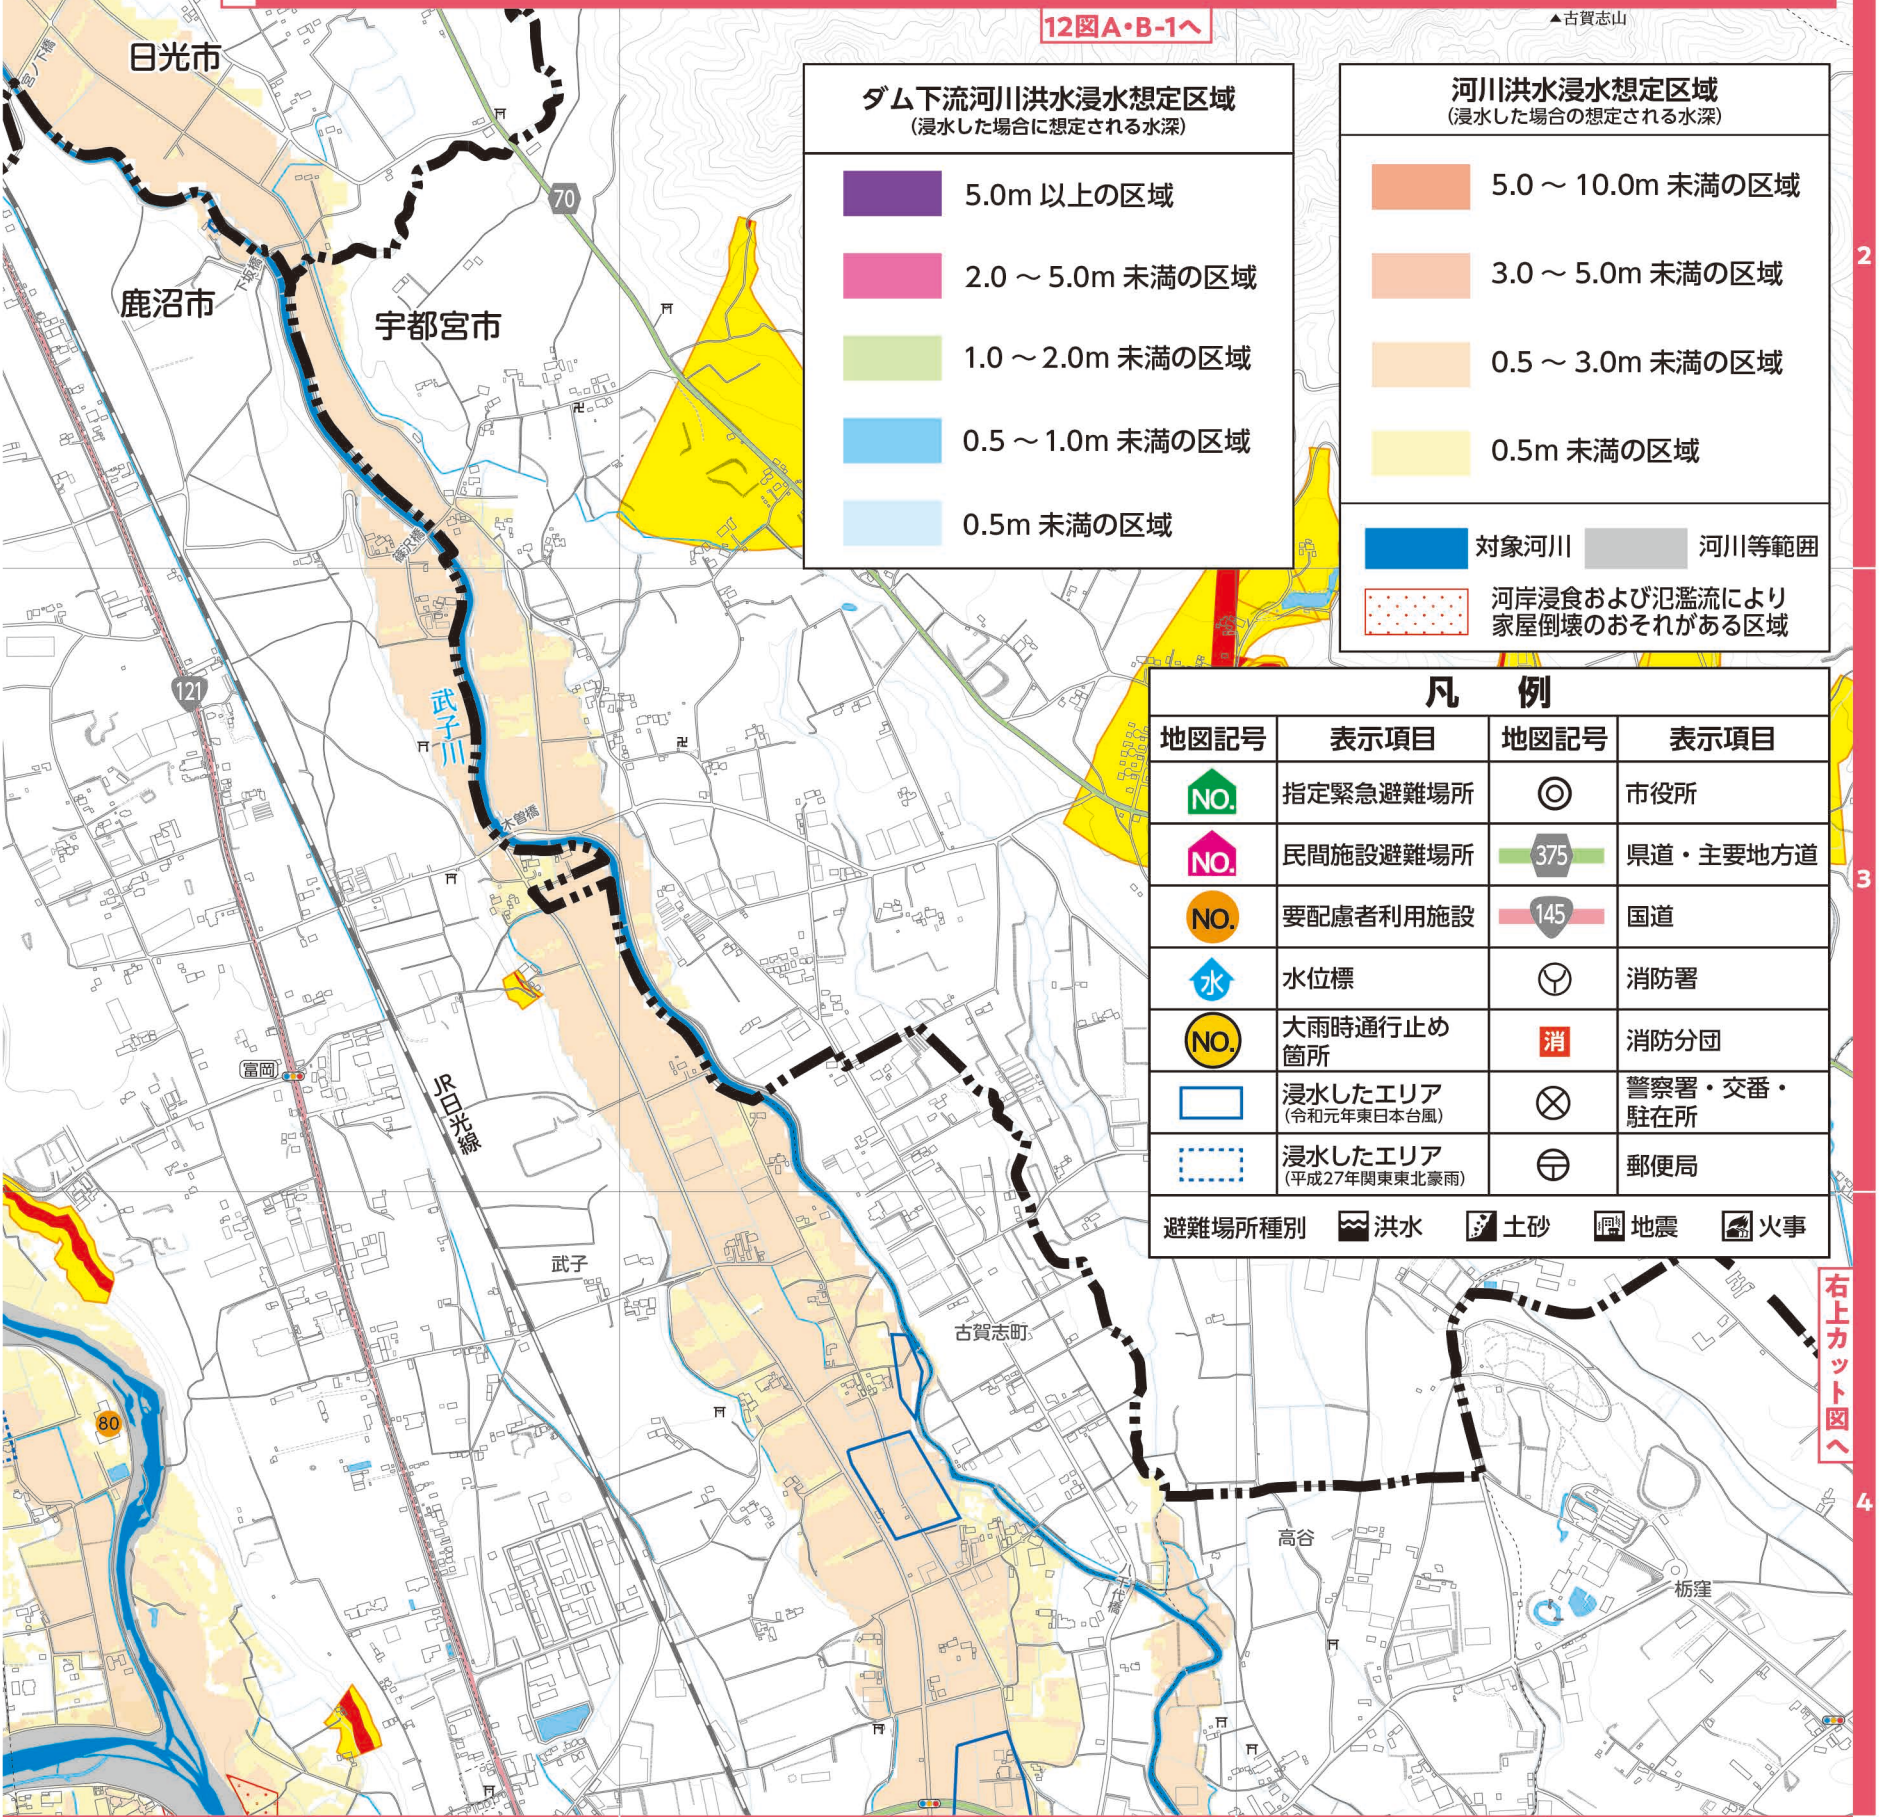 12図A・B-1へ
▲古賀志山
日光市
宮ノ下橋
70
下坂橋
鹿沼市
宇都宮市
ダム下流河川洪水浸水想定区域
(浸水した場合に想定される水深)
5.0m 以上の区域
2.0 ～ 5.0m 未満の区域
1.0 ～ 2.0m 未満の区域
0.5 ～ 1.0m 未満の区域
0.5m 未満の区域
河川洪水浸水想定区域
(浸水した場合の想定される水深)
5.0 ～ 10.0m 未満の区域
3.0 ～ 5.0m 未満の区域
0.5 ～ 3.0m 未満の区域
0.5m 未満の区域
対象河川 河川等範囲
河岸浸食および氾濫流により
家屋倒壊のおそれがある区域
2
篠沢橋
121
武子川
木曽橋
凡 例
地図記号 表示項目 地図記号 表示項目
NO. 指定緊急避難場所 市役所
NO. 民間施設避難場所 375 県道・主要地方道
NO. 要配慮者利用施設 145 国道
水 水位標 消防署
NO. 大雨時通行止め
箇所
消 消防分団
浸水したエリア
(令和元年東日本台風)
警察署・交番・
駐在所
浸水したエリア
(平成27年関東東北豪雨)
郵便局
避難場所種別 洪水 土砂 地震 火事
3
富岡
JR日光線
武子
古賀志町
右上カット図へ
80
4
高谷
千代橋
栃窪